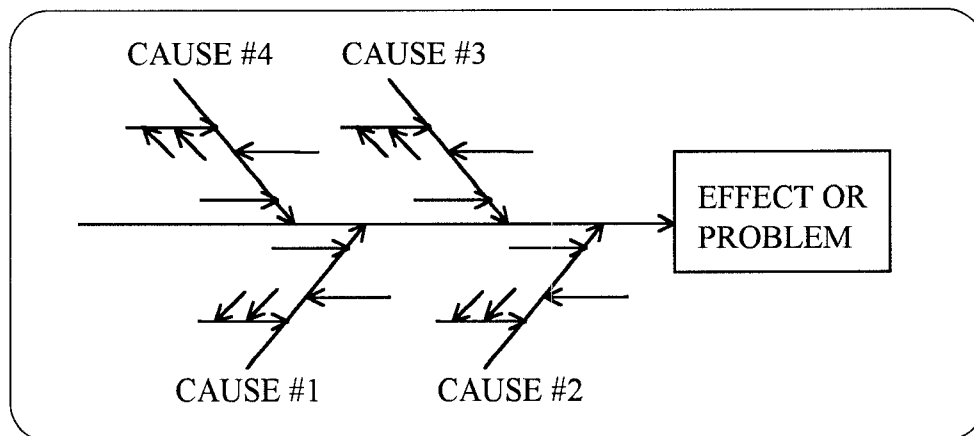 CAUSE #4
CAUSE #3
EFFECT OR
PROBLEM
CAUSE #1
CAUSE #2